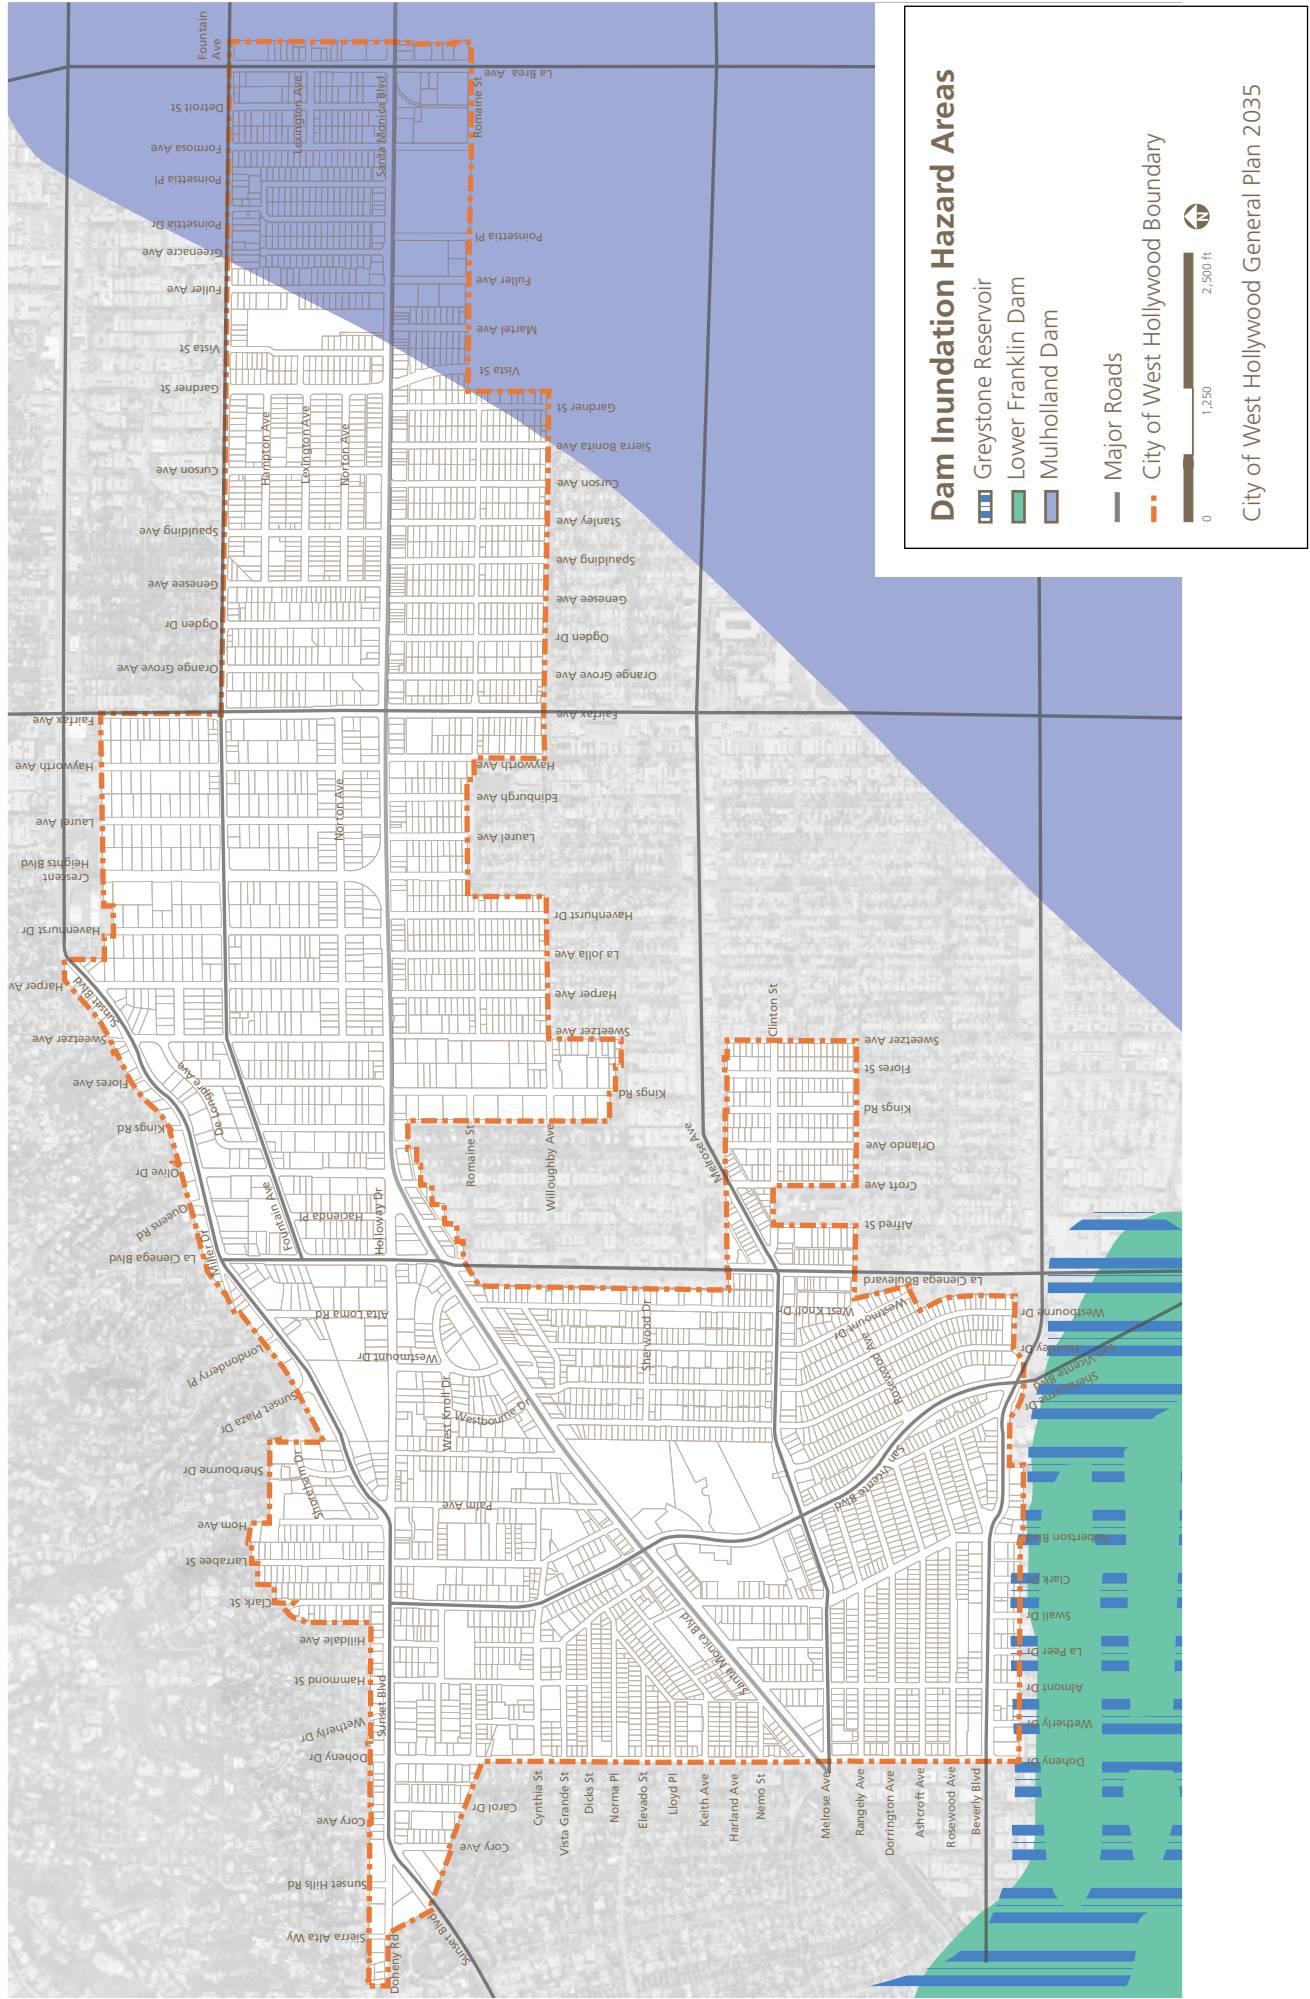 Fountain
Ave
Detroit St
Formosa Ave
Poinsettia Pl
Poinsettia Dr
Greenacre Ave
Fuller Ave
Vista St
Gardner St
Curson Ave
Spaulding Ave
Genesee Ave
Ogden Dr
Orange Grove Ave
Fairfax Ave
Hayworth Ave
Laurel Ave
Crescent
Heights Blvd
Havenhurst Dr
Harper Av
Sunset Blvd
Sweetzer Ave
Flores Ave
De Longpre Ave
Kings Rd
Olive Dr
Queens Rd
La Cienega Blvd
Miller Dr
Fountain Ave
Hacienda Pl
Holloway Dr
Londonderry Pl
Sunset Plaza Dr
Sherbourne Dr
Shoreham Dr
Horn Ave
Larrabee St
Clark St
Hilldale Ave
Hammond St
Wetherly Dr
Doheny Dr
Cory Ave
Sunset Hills Rd
Sierra Alta Wy
Doheny Rd
Sunset Blvd
Sunset Blvd
Lexington Ave
Santa Monica Blvd
Romaine St
La Brea Ave
Poinsettia Pl
Fuller Ave
Martel Ave
Vista St
Gardner St
Sierra Bonita Ave
Curson Ave
Stanley Ave
Spaulding Ave
Genesee Ave
Ogden Dr
Orange Grove Ave
Fairfax Ave
Hayworth Ave
Edinburgh Ave
Laurel Ave
Havenhurst Dr
La Jolla Ave
Harper Ave
Sweetzer Ave
Kings Rd
Hampton Ave
Lexington Ave
Norton Ave
Norton Ave
Romaine St
Willoughby Ave
Melrose Ave
Clinton St
Sweetzer Ave
Flores St
Kings Rd
Orlando Ave
Croft Ave
Alfred St
La Cienega Boulevard
West Knoll Dr
Westmount Dr
Rosewood Ave
Westbourne Dr
Huntley Dr
San Vicente Blvd
Sherbourne Dr
Alta Loma Rd
Westmount Dr
West Knoll Dr
Westbourne Dr
Sherwood Dr
Palm Ave
San Vicente Blvd
Santa Monica Blvd
Robertson Blvd
Clark Dr
Swall Dr
La Peer Dr
Almont Dr
Wetherly Dr
Doheny Dr
Carol Dr
Cory Ave
Cynthia St
Vista Grande St
Dicks St
Norma Pl
Elevado St
Lloyd Pl
Keith Ave
Harland Ave
Nemo St
Melrose Ave
Rangely Ave
Dorrington Ave
Ashcroft Ave
Rosewood Ave
Beverly Blvd
Dam Inundation Hazard Areas
Greystone Reservoir
Lower Franklin Dam
Mulholland Dam
Major Roads
City of West Hollywood Boundary
0 1,250 2,500 ft
N
City of West Hollywood General Plan 2035